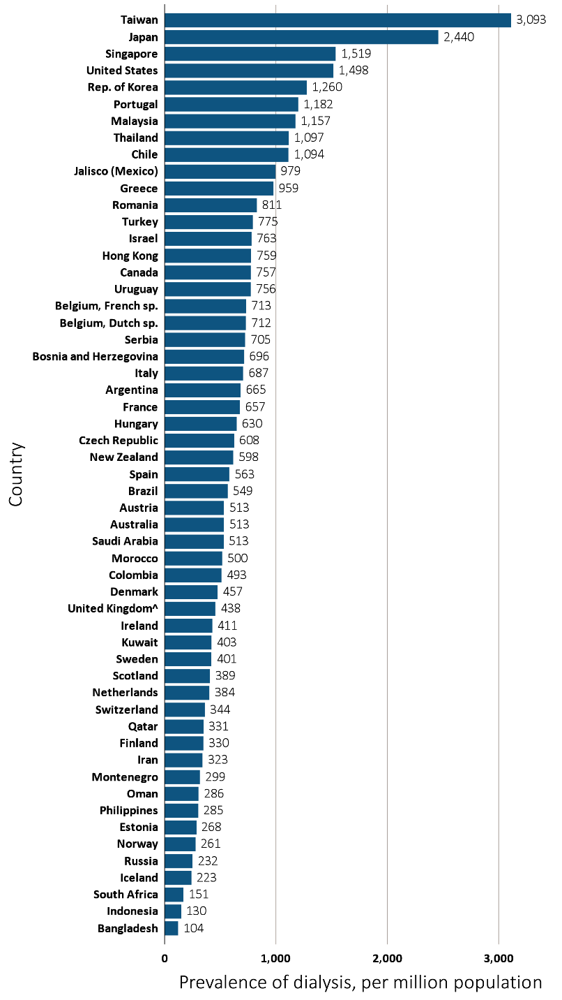 Taiwan 3,093
Japan 2,440
Singapore 1,519
United States 1,498
Rep. of Korea 1,260
Portugal 1,182
Malaysia 1,157
Thailand 1,097
Chile 1,094
Jalisco (Mexico) 979
Greece 959
Romania 811
Turkey 775
Israel 763
Hong Kong 759
Canada 757
Uruguay 756
Belgium, French sp. 713
Belgium, Dutch sp. 712
Serbia 705
Bosnia and Herzegovina 696
Italy 687
Argentina 665
France 657
Hungary 630
Czech Republic 608
New Zealand 598
Spain 563
Brazil 549
Austria 513
Australia 513
Saudi Arabia 513
Morocco 500
Colombia 493
Denmark 457
United Kingdom^ 438
Ireland 411
Kuwait 403
Sweden 401
Scotland 389
Netherlands 384
Switzerland 344
Qatar 331
Finland 330
Iran 323
Montenegro 299
Oman 286
Philippines 285
Estonia 268
Norway 261
Russia 232
Iceland 223
South Africa 151
Indonesia 130
Bangladesh 104
Country
0 1,000 2,000 3,000
Prevalence of dialysis, per million population